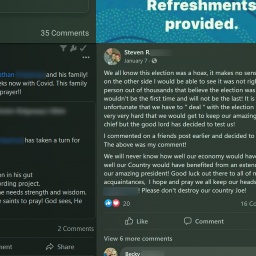 Refreshments
provided.
35 Comments
and his family!
eks now with Covid. This family
prayer!!
has taken a turn for
en in his gut
ording project.
ne needs strength and wisdom.
e saints to pray! God sees, He
2 Comments
ment
Share
Steven R
January 7
We all know this election was a hoax, it makes no sens
on the other side I would be able to see it was not righ
person out of thousands that believe the election was
wouldn't be the first time and will not be the last! It is
unfortunate that we have to " deal " with the election
very very hard that we would get to keep our amazing
chief but the good lord has decided to test us!
I commented on a friends post earlier and decided to
The above was my comment!
We will never know how well our economy would have
well our Country would have benefited from an exten
our amazing president! Good luck out there to all of m
acquaintances, I hope and pray we all keep our heads
! Please don't destroy our country Joe!
20
16 Co
Like
Comment
View 6 more comments
Becky